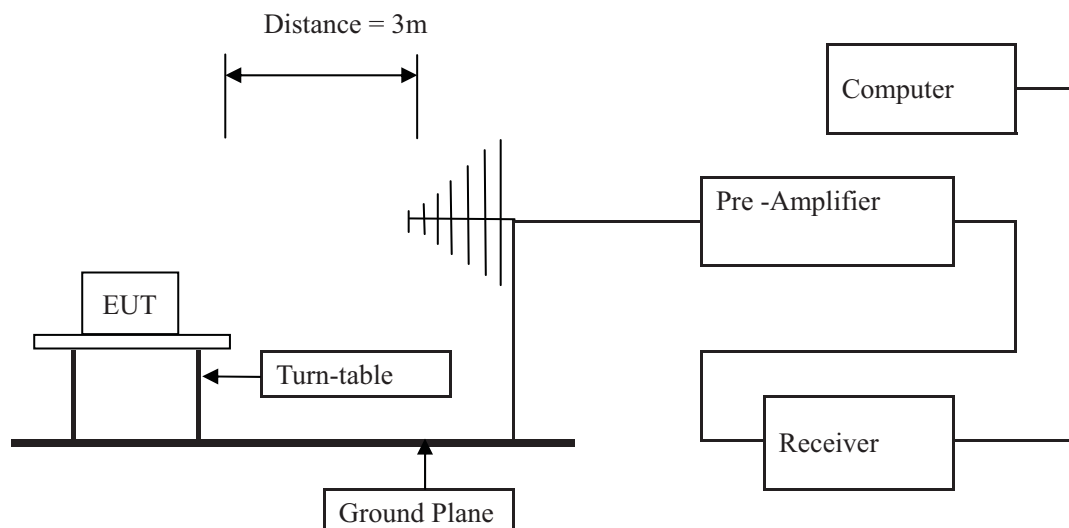 Distance = 3m
Computer
Pre -Amplifier
EUT
Turn-table
Receiver
Ground Plane